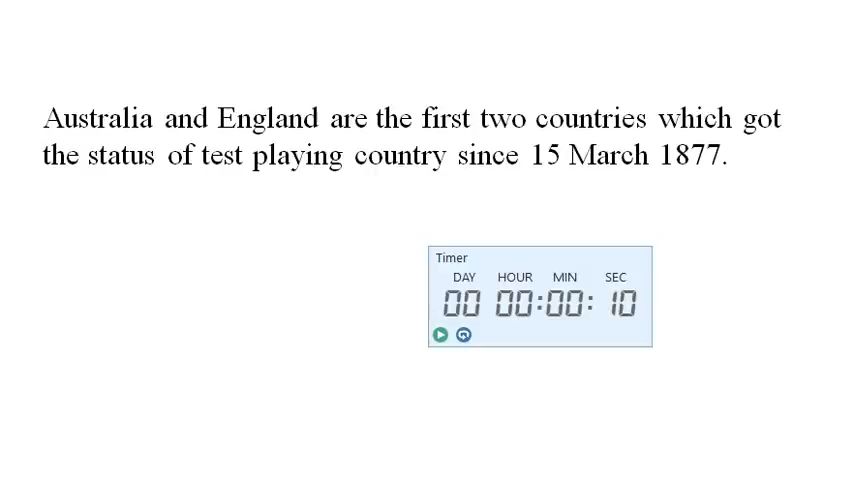 Australia and England are the first two countries which got
the status of test playing country since 15 March 1877.
Timer
DAY HOUR MIN SEC
00 00:00: 10